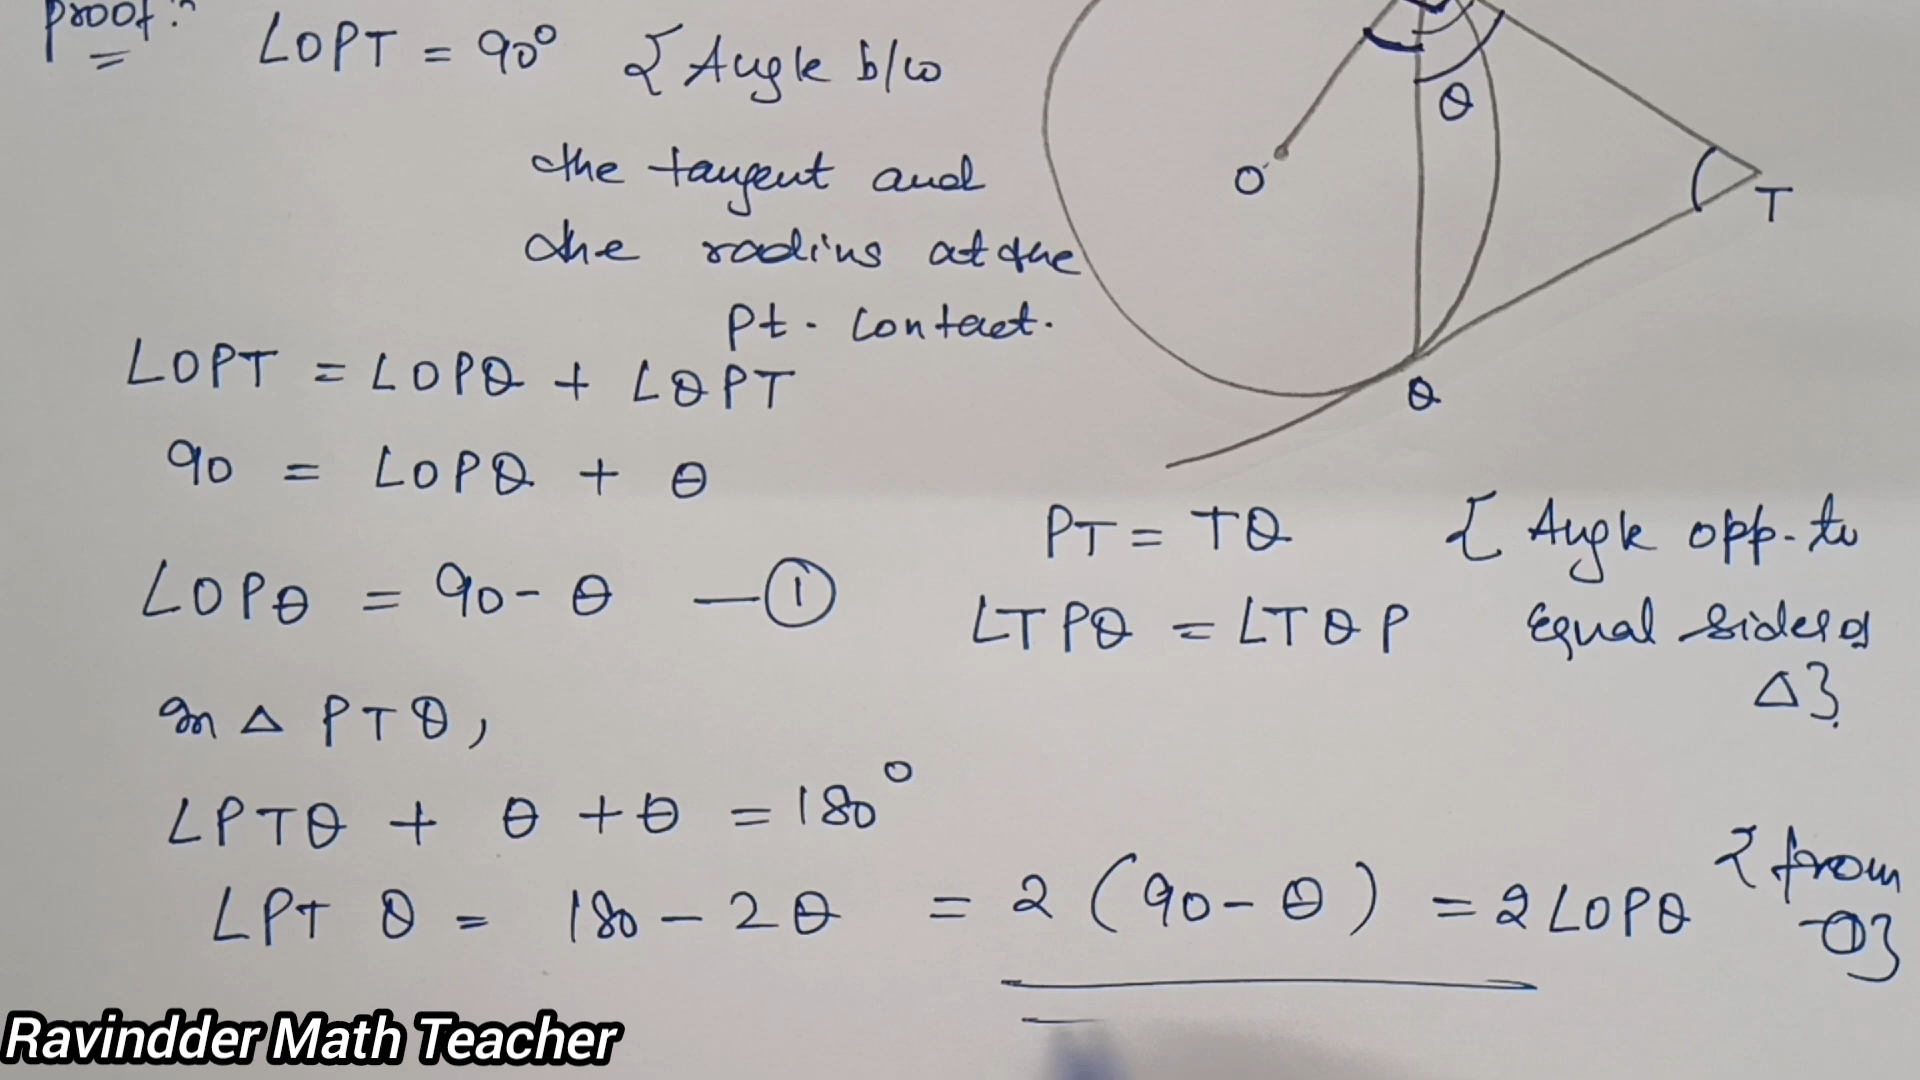 proof:
∠OPT = 90° { Angle b/w
the tangent and
the radius at the
pt. contact.
∠OPT = ∠OPQ + ∠QPT
90 = ∠OPQ + θ
∠OPQ = 90 - θ — ①
In △ PTQ,
∠PTQ + θ + θ = 180°
∠PTQ = 180 - 2θ = 2 (90 - θ) = 2∠OPQ { from
①}
PT = TQ { Angle opp. to
∠TPQ = ∠TQP Equal sides of
△}
θ
O
T
Q
Ravindder Math Teacher